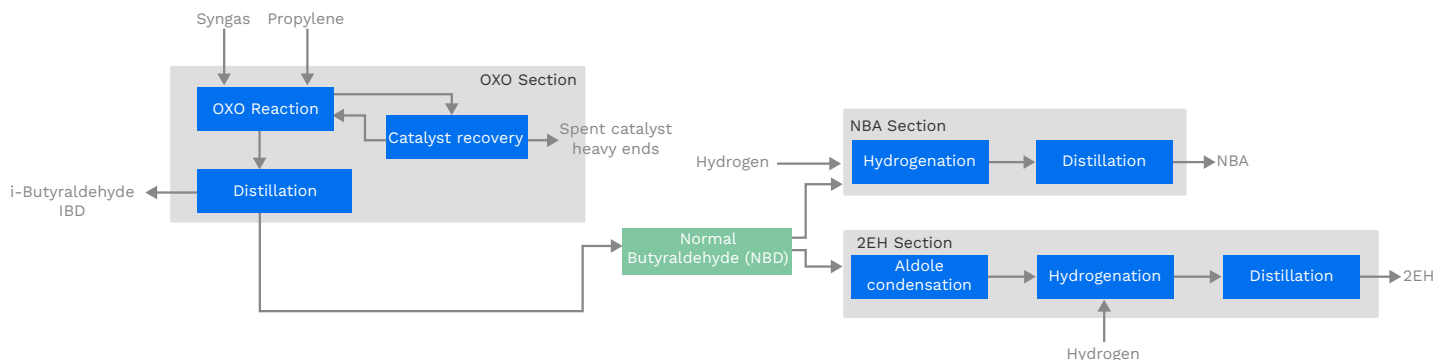 Syngas
Propylene
OXO Section
OXO Reaction
Catalyst recovery
Spent catalyst
heavy ends
Distillation
i-Butyraldehyde
IBD
Normal
Butyraldehyde (NBD)
NBA Section
Hydrogen
Hydrogenation
Distillation
NBA
2EH Section
Aldole
condensation
Hydrogenation
Distillation
2EH
Hydrogen